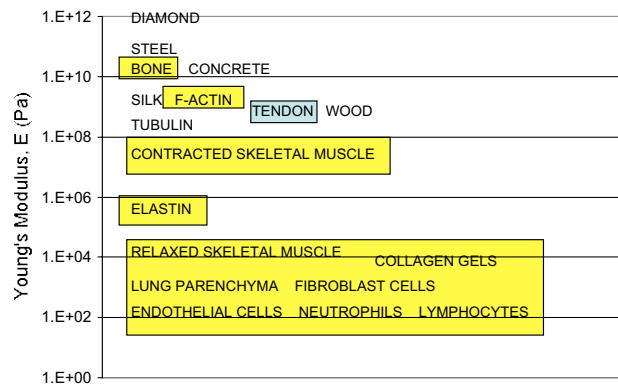 1.E+12
DIAMOND
STEEL
1.E+10
BONE CONCRETE
SILK F-ACTIN
TENDON WOOD
TUBULIN
1.E+08
CONTRACTED SKELETAL MUSCLE
1.E+06
ELASTIN
1.E+04
RELAXED SKELETAL MUSCLE
COLLAGEN GELS
LUNG PARENCHYMA FIBROBLAST CELLS
1.E+02
ENDOTHELIAL CELLS NEUTROPHILS LYMPHOCYTES
1.E+00
Young's Modulus, E (Pa)